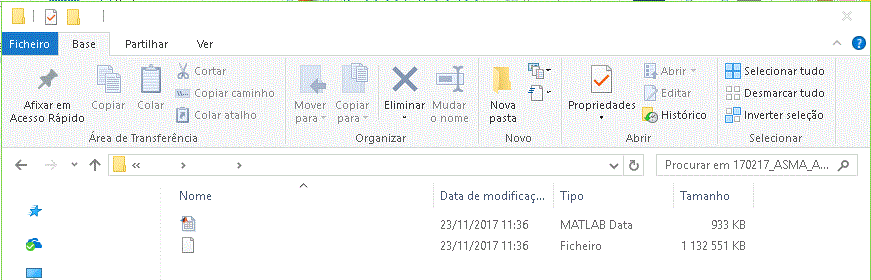 Ficheiro Base Partilhar Ver
Afixar em Acesso Rápido
Copiar
Colar
Cortar
Copiar caminho
Colar atalho
Área de Transferência
Mover para
Copiar para
Eliminar
Mudar o nome
Organizar
Nova pasta
Novo
Propriedades
Abrir
Editar
Histórico
Abrir
Selecionar tudo
Desmarcar tudo
Inverter seleção
Selecionar
Procurar em 170217_ASMA_A...
Nome Data de modificaç... Tipo Tamanho
23/11/2017 11:36 MATLAB Data 933 KB
23/11/2017 11:36 Ficheiro 1 132 551 KB